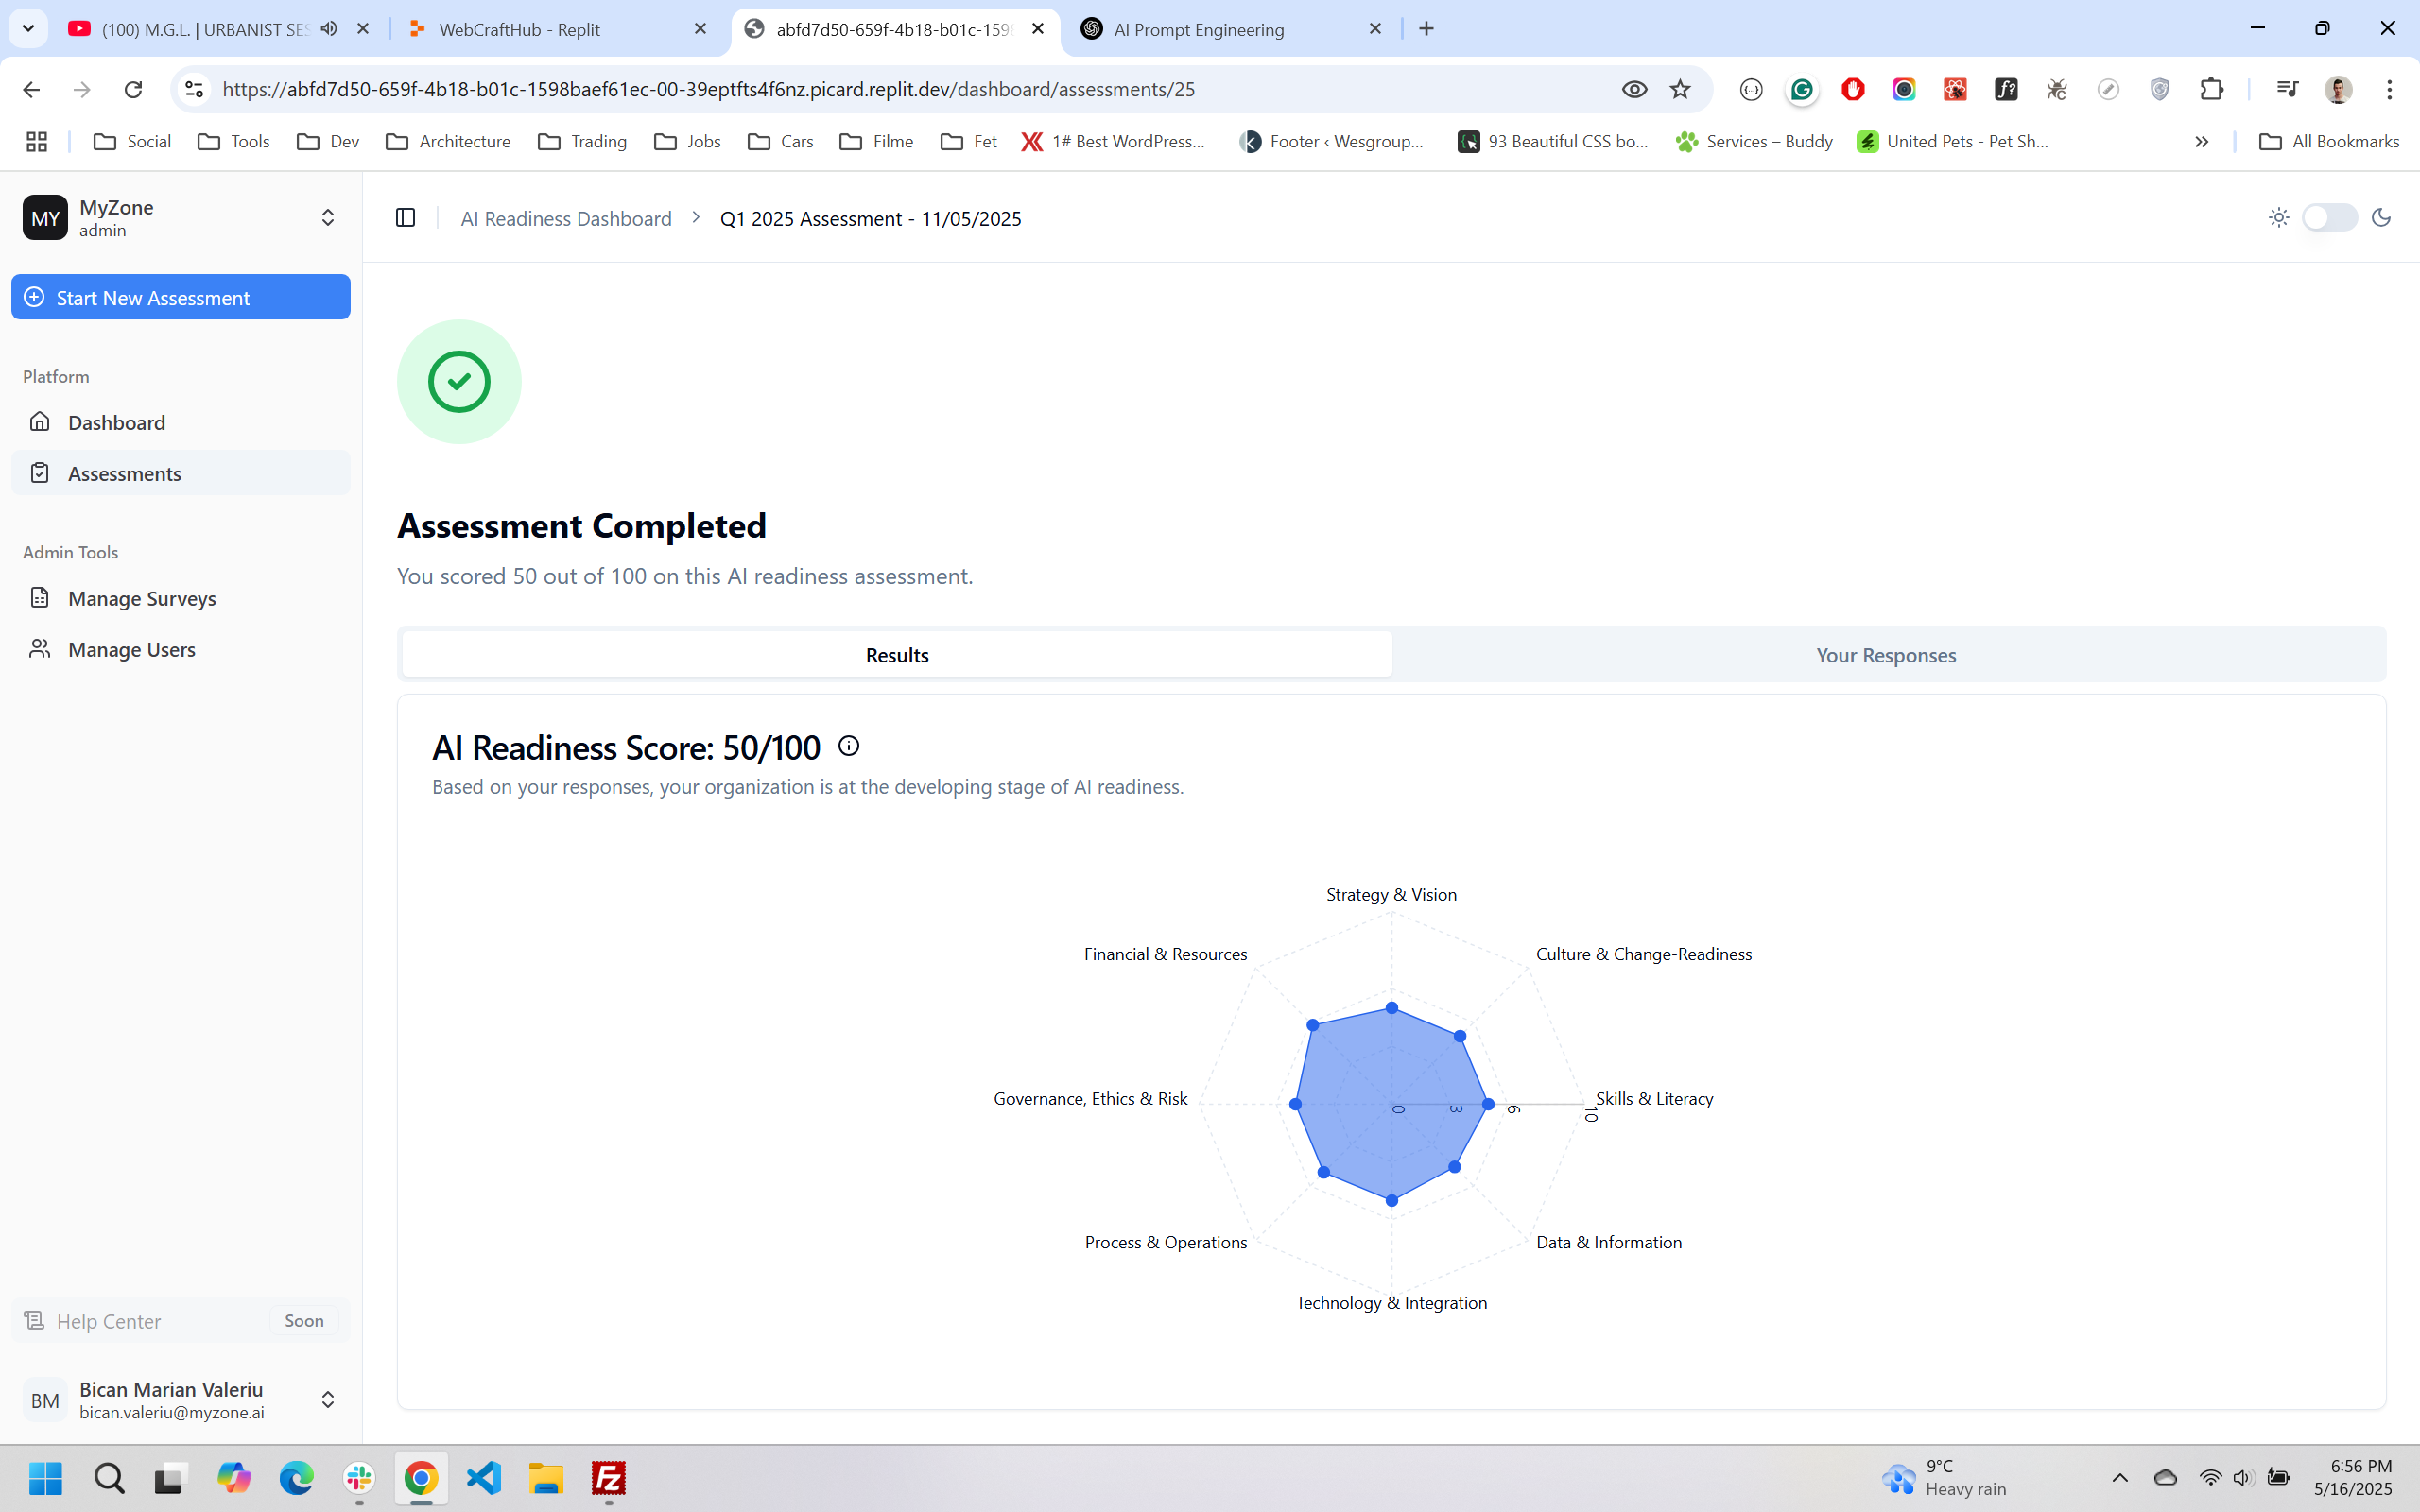 (100) M.G.L. | URBANIST SES
WebCraftHub - Replit
abfd7d50-659f-4b18-b01c-1598
AI Prompt Engineering
https://abfd7d50-659f-4b18-b01c-1598baef61ec-00-39eptfts4f6nz.picard.replit.dev/dashboard/assessments/25
Social
Tools
Dev
Architecture
Trading
Jobs
Cars
Filme
Fet
1# Best WordPress...
Footer ‹ Wesgroup...
93 Beautiful CSS bo...
Services – Buddy
United Pets - Pet Sh...
All Bookmarks
MY
MyZone
admin
AI Readiness Dashboard
Q1 2025 Assessment - 11/05/2025
Start New Assessment
Platform
Dashboard
Assessments
Admin Tools
Manage Surveys
Manage Users
Assessment Completed
You scored 50 out of 100 on this AI readiness assessment.
Results
Your Responses
AI Readiness Score: 50/100
Based on your responses, your organization is at the developing stage of AI readiness.
Strategy & Vision
Financial & Resources
Culture & Change-Readiness
Governance, Ethics & Risk
0
3
6
10
Skills & Literacy
Process & Operations
Data & Information
Technology & Integration
Help Center
Soon
BM
Bican Marian Valeriu
bican.valeriu@myzone.ai
9°C
Heavy rain
6:56 PM
5/16/2025